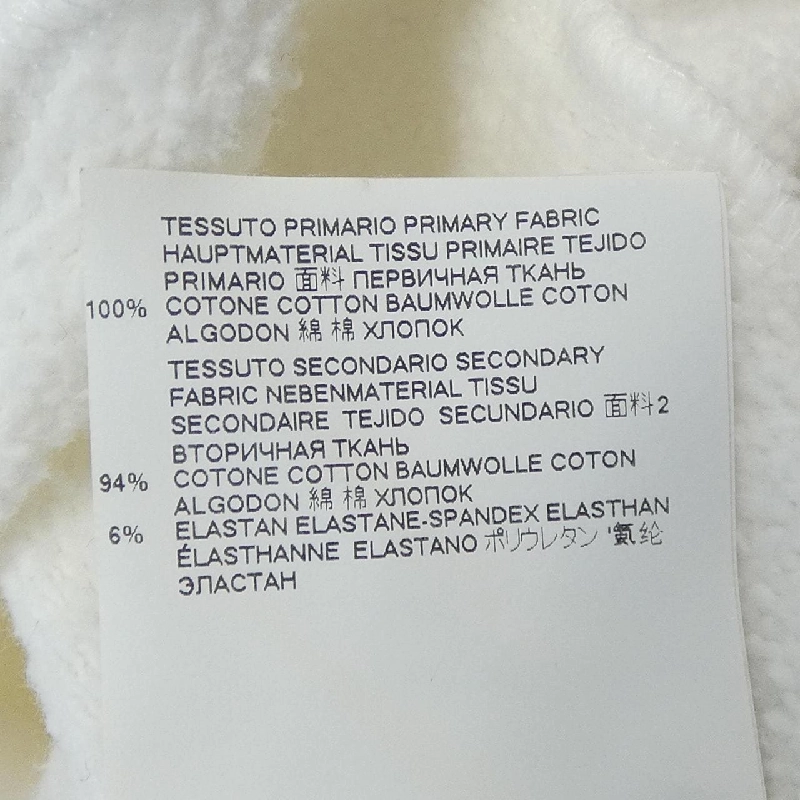 TESSUTO PRIMARIO PRIMARY FABRIC
HAUPTMATERIAL TISSU PRIMAIRE TEJIDO
PRIMARIO 面料 ПЕРВИЧНАЯ ТКАНЬ
100% COTONE COTTON BAUMWOLLE COTON
ALGODON 綿 棉 ХЛОПОК
TESSUTO SECONDARIO SECONDARY
FABRIC NEBENMATERIAL TISSU
SECONDAIRE TEJIDO SECUNDARIO 面料2
ВТОРИЧНАЯ ТКАНЬ
94% COTONE COTTON BAUMWOLLE COTON
ALGODON 綿 棉 ХЛОПОК
6% ELASTAN ELASTANE-SPANDEX ELASTHAN
ÉLASTHANNE ELASTANO ポリウレタン '氨纶
ЭЛАСТАН